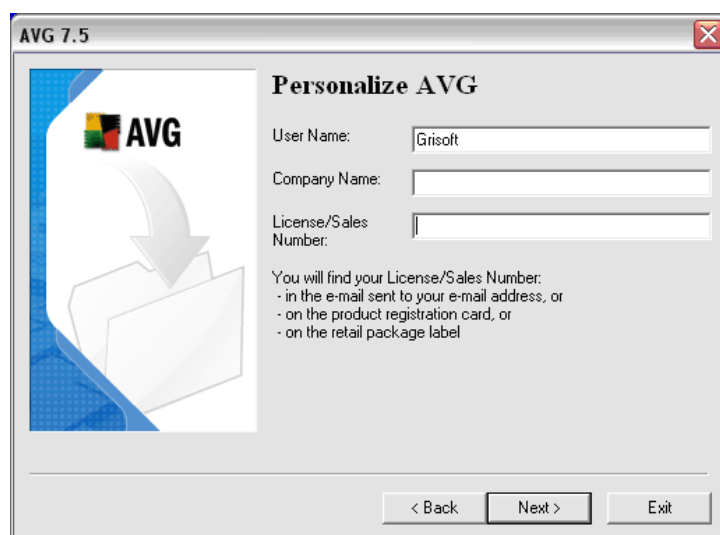 AVG 7.5
AVG
Personalize AVG
User Name:
Grisoft
Company Name:
License/Sales
Number:
You will find your License/Sales Number:
- in the e-mail sent to your e-mail address, or
- on the product registration card, or
- on the retail package label
< Back
Next >
Exit